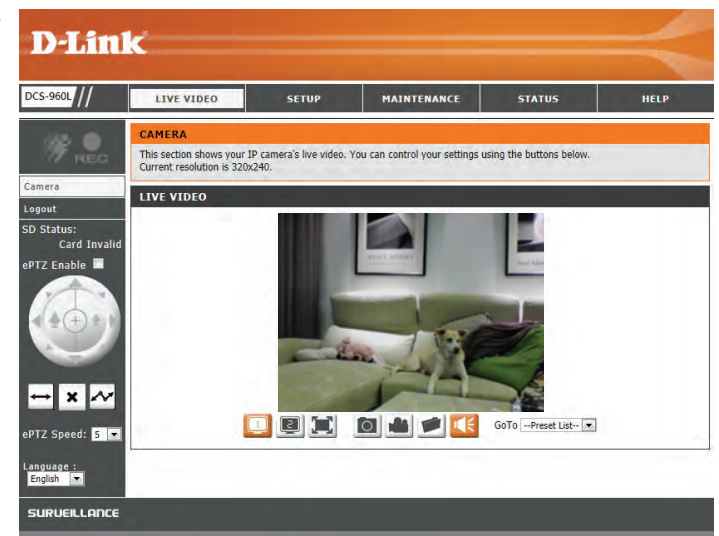 D-Link
DCS-960L // LIVE VIDEO SETUP MAINTENANCE STATUS HELP
REC
Camera
Logout
SD Status:
Card Invalid
ePTZ Enable
ePTZ Speed: 5
Language :
English
CAMERA
This section shows your IP camera's live video. You can control your settings using the buttons below.
Current resolution is 320x240.
LIVE VIDEO
1 2 GoTo --Preset List--
SURVEILLANCE